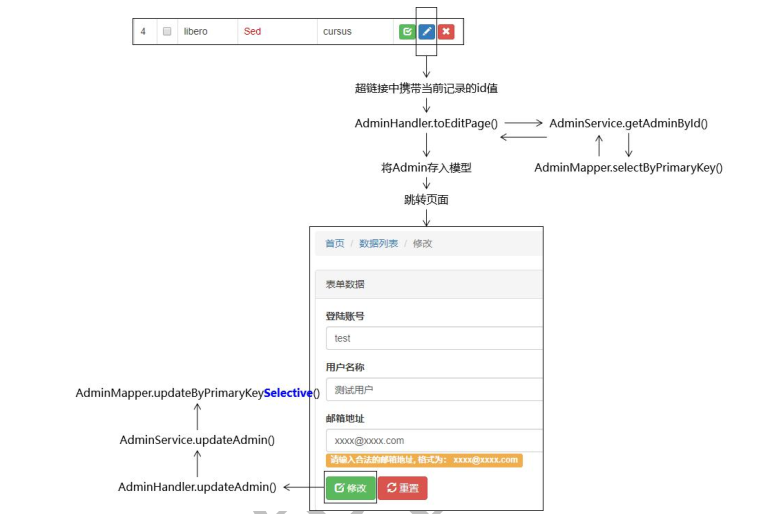 4 libero Sed cursus
超链接中携带当前记录的id值
AdminHandler.toEditPage() AdminService.getAdminById()
将Admin存入模型 AdminMapper.selectByPrimaryKey()
跳转页面
首页 / 数据列表 / 修改
表单数据
登陆账号
test
用户名称
测试用户
AdminMapper.updateByPrimaryKeySelective()
邮箱地址
AdminService.updateAdmin() xxxx@xxxx.com
请输入合法的邮箱地址, 格式为： xxxx@xxxx.com
AdminHandler.updateAdmin() 修改 重置